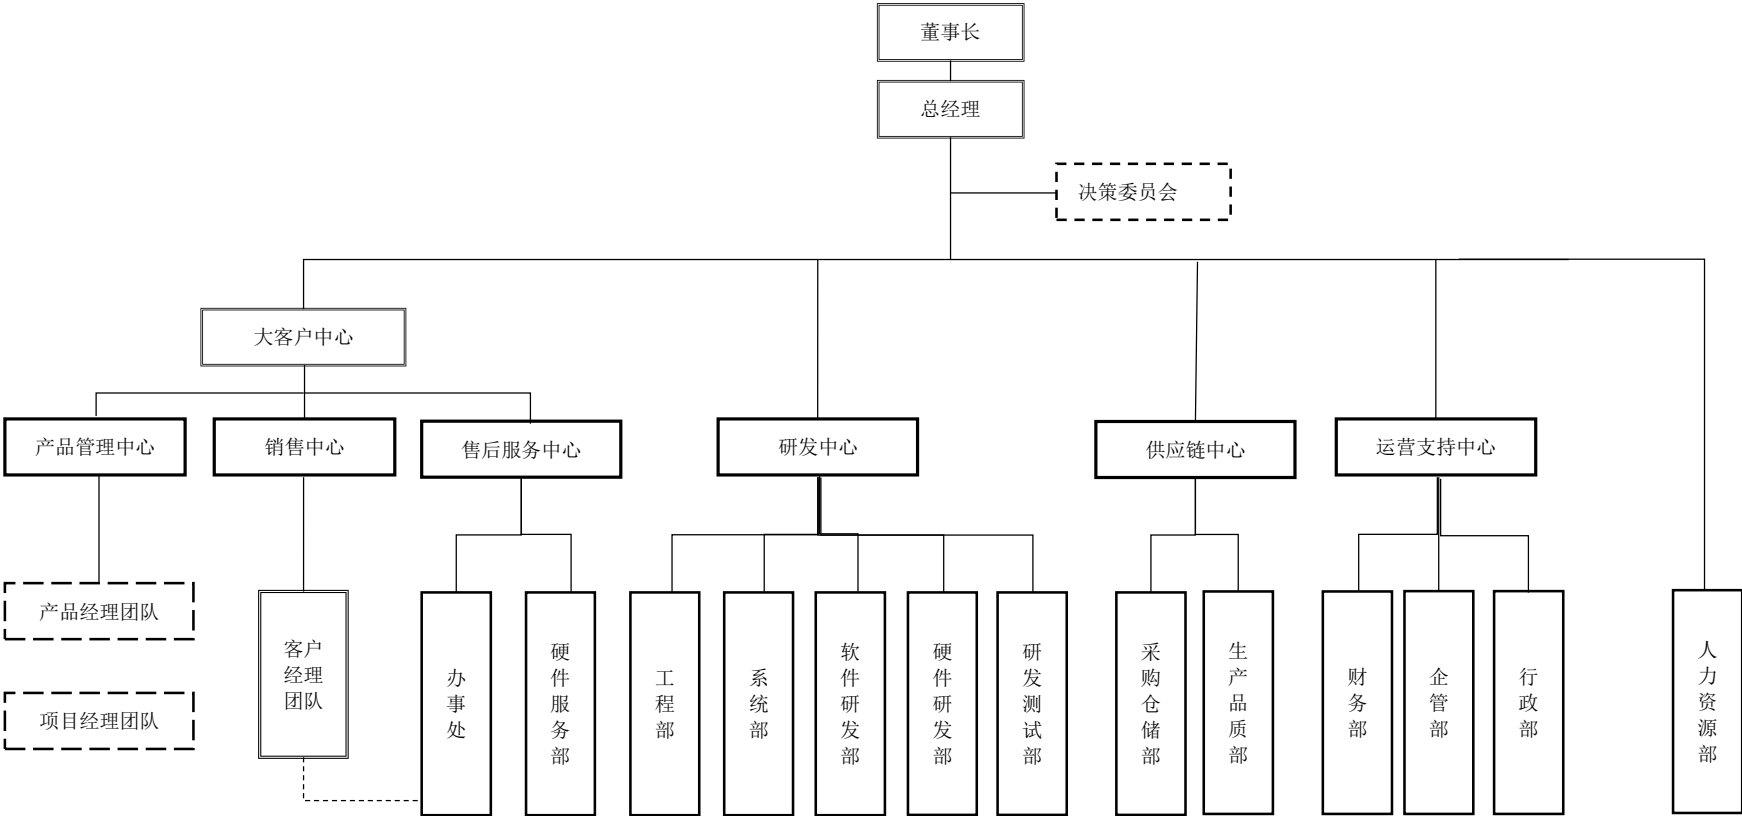 董事长
总经理
决策委员会
大客户中心
产品管理中心
销售中心
售后服务中心
研发中心
供应链中心
运营支持中心
产品经理团队
项目经理团队
客户
经理
团队
办事处
硬件服务部
工程部
系统部
软件研发部
硬件研发部
研发测试部
采购仓储部
生产品质部
财务部
企管部
行政部
人力资源部